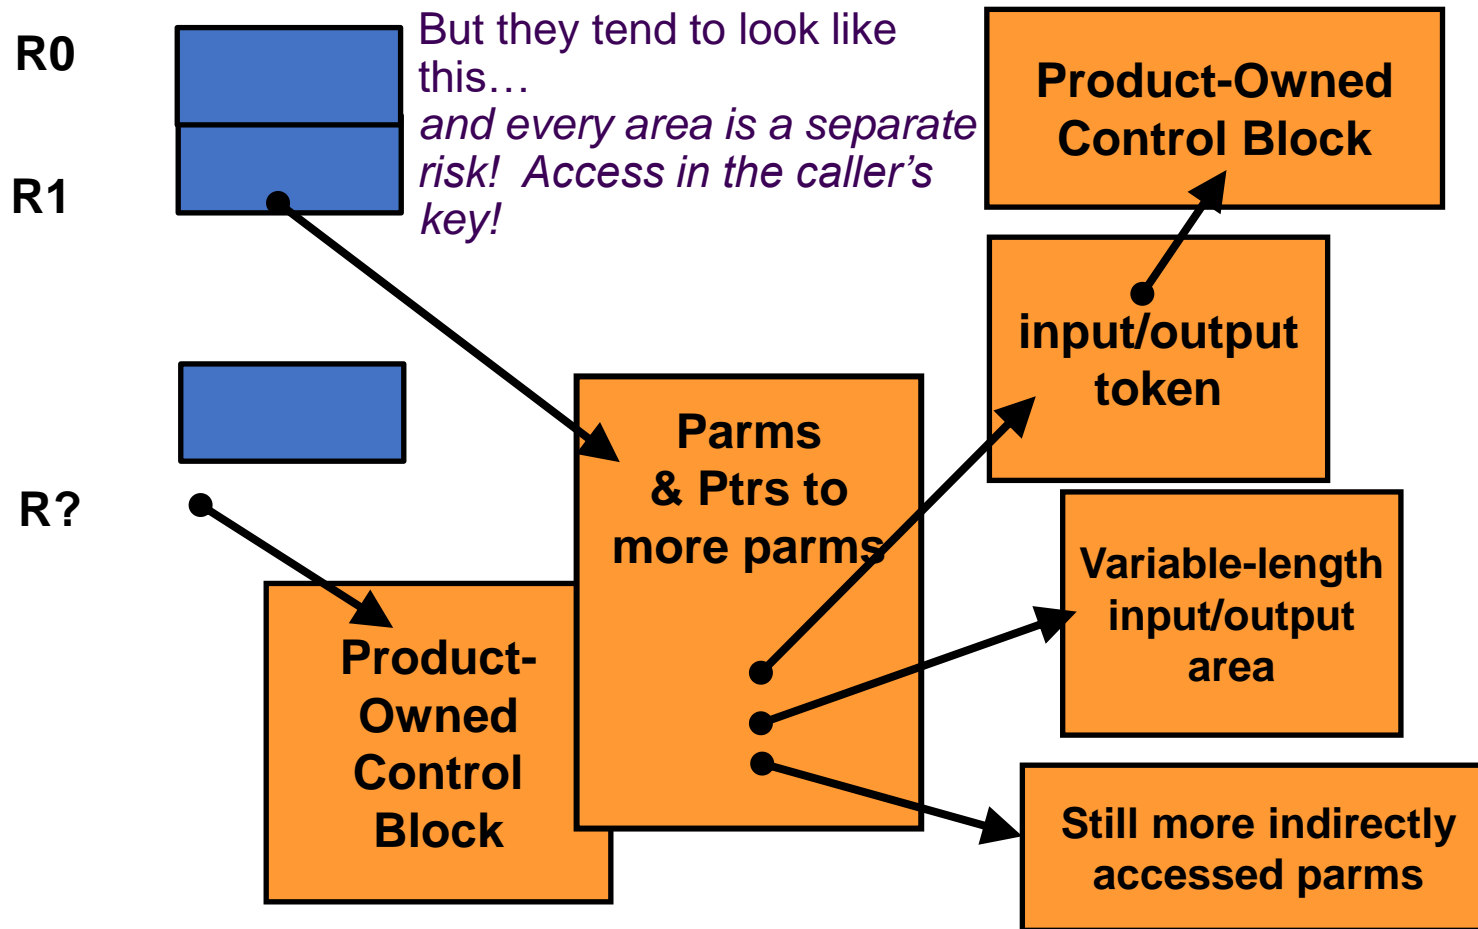 R0
R1
R?
But they tend to look like
this…
and every area is a separate
risk!  Access in the caller’s
key!
Product-Owned
Control Block
input/output
token
Parms
& Ptrs to
more parms
Variable-length
input/output
area
Product-
Owned
Control
Block
Still more indirectly
accessed parms